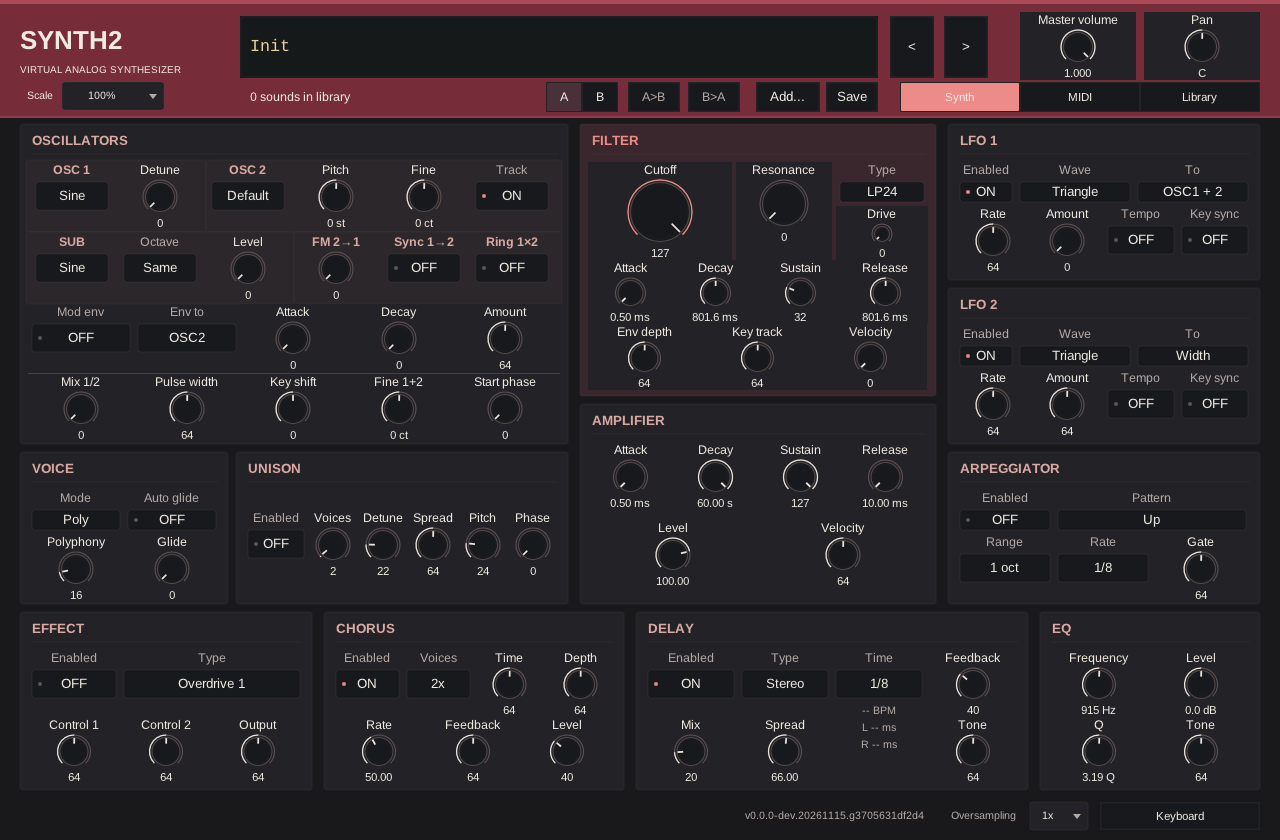 SYNTH2
VIRTUAL ANALOG SYNTHESIZER
Scale 100%
Init
< >
Master volume Pan
1.000 C
0 sounds in library
A B A>B B>A Add... Save
Synth MIDI Library
OSCILLATORS
OSC 1 Detune OSC 2 Pitch Fine Track
Sine Default ON
0 0 st 0 ct
SUB Octave Level FM 2→1 Sync 1→2 Ring 1×2
Sine Same OFF OFF
0 0
Mod env Env to Attack Decay Amount
OFF OSC2
0 0 64
Mix 1/2 Pulse width Key shift Fine 1+2 Start phase
0 64 0 0 ct 0
FILTER
Cutoff Resonance Type
LP24
Drive
127 0 0
Attack Decay Sustain Release
0.50 ms 801.6 ms 32 801.6 ms
Env depth Key track Velocity
64 64 0
LFO 1
Enabled Wave To
ON Triangle OSC1 + 2
Rate Amount Tempo Key sync
OFF OFF
64 0
LFO 2
Enabled Wave To
ON Triangle Width
Rate Amount Tempo Key sync
OFF OFF
64 64
VOICE
Mode Auto glide
Poly OFF
Polyphony Glide
16 0
UNISON
Enabled Voices Detune Spread Pitch Phase
OFF
2 22 64 24 0
AMPLIFIER
Attack Decay Sustain Release
0.50 ms 60.00 s 127 10.00 ms
Level Velocity
100.00 64
ARPEGGIATOR
Enabled Pattern
OFF Up
Range Rate Gate
1 oct 1/8
64
EFFECT
Enabled Type
OFF Overdrive 1
Control 1 Control 2 Output
64 64 64
CHORUS
Enabled Voices Time Depth
ON 2x
64 64
Rate Feedback Level
50.00 64 40
DELAY
Enabled Type Time Feedback
ON Stereo 1/8
40
-- BPM
L -- ms
R -- ms
Mix Spread Tone
20 66.00 64
EQ
Frequency Level
915 Hz 0.0 dB
Q Tone
3.19 Q 64
v0.0.0-dev.20261115.g3705631df2d4 Oversampling 1x Keyboard